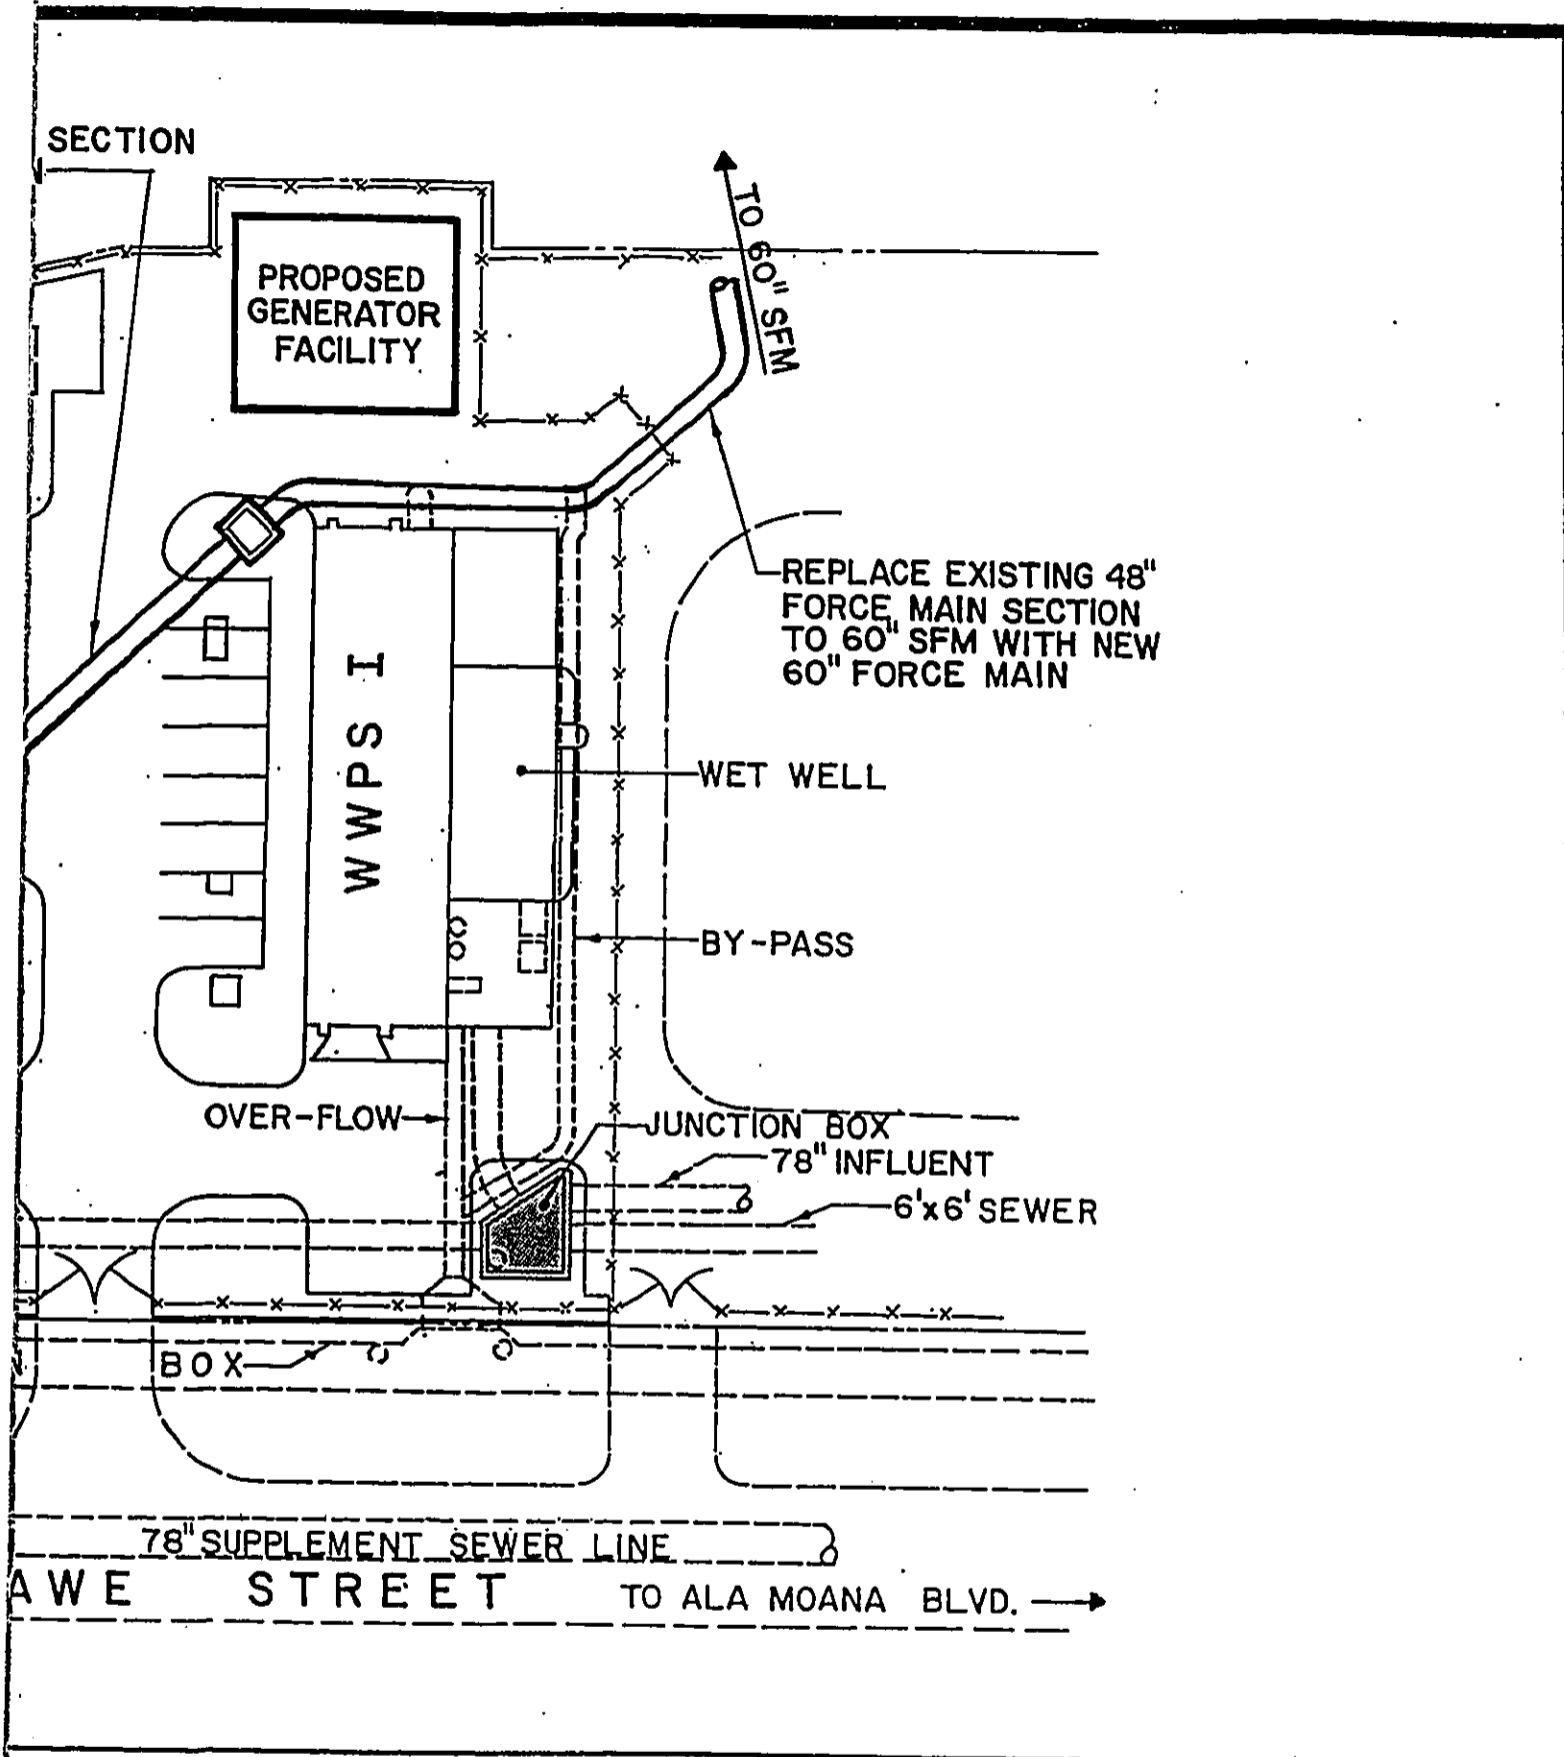 SECTION
TO 60" SFM
PROPOSED
GENERATOR
FACILITY
REPLACE EXISTING 48"
FORCE MAIN SECTION
TO 60" SFM WITH NEW
60" FORCE MAIN
WWPS I
WET WELL
BY-PASS
OVER-FLOW
JUNCTION BOX
78" INFLUENT
6'x6' SEWER
BOX
78" SUPPLEMENT SEWER LINE
AWE STREET TO ALA MOANA BLVD.